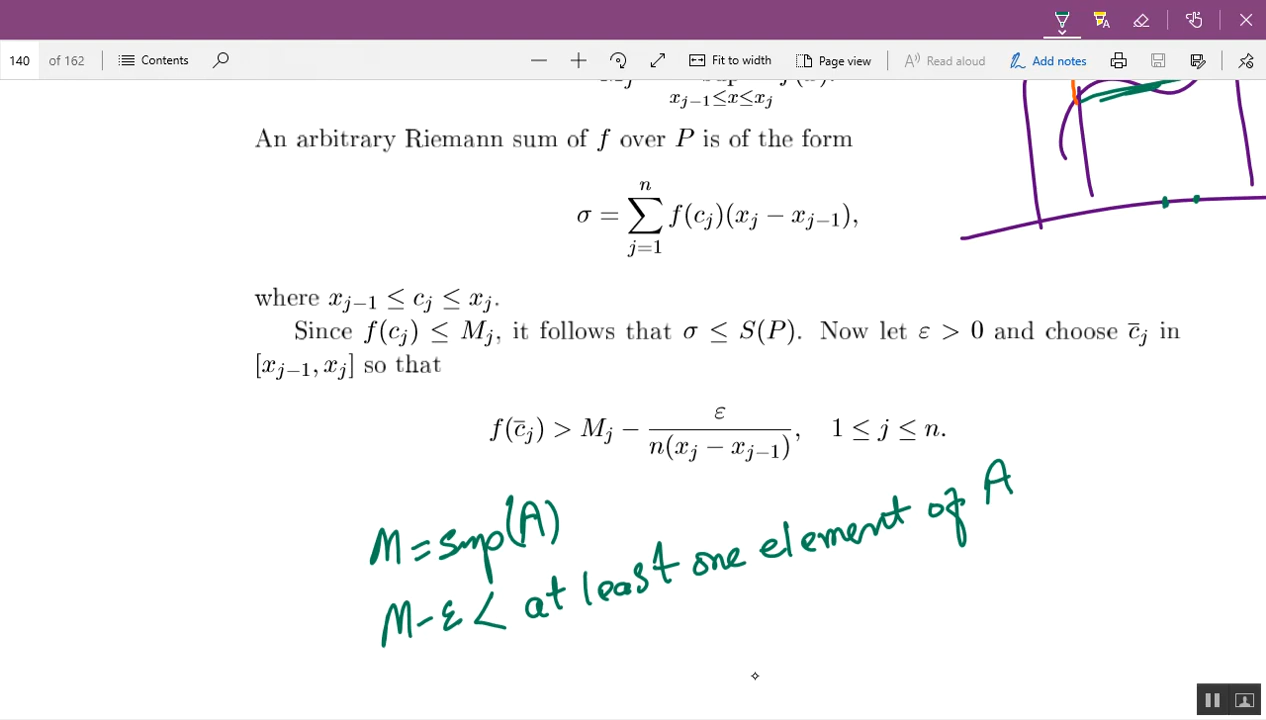 140 of 162 Contents Fit to width Page view Read aloud Add notes
x_{j−1}≤x≤x_j
An arbitrary Riemann sum of f over P is of the form
σ = ∑_{j=1}^{n} f(c_j)(x_j − x_{j−1}),
where x_{j−1} ≤ c_j ≤ x_j.
Since f(c_j) ≤ M_j, it follows that σ ≤ S(P). Now let ε > 0 and choose c̄_j in
[x_{j−1}, x_j] so that
f(c̄_j) > M_j − ε/(n(x_j − x_{j−1})), 1 ≤ j ≤ n.
M = Sup(A)
M − ε < at least one element of A